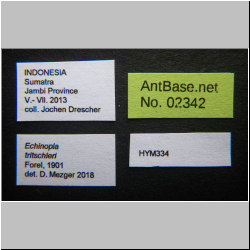 INDONESIA
Sumatra
Jambi Province
V.- VII. 2013
coll. Jochen Drescher
AntBase.net
No. 02342
Echinopla
tritschleri
Forel, 1901
det. D. Mezger 2018
HYM334